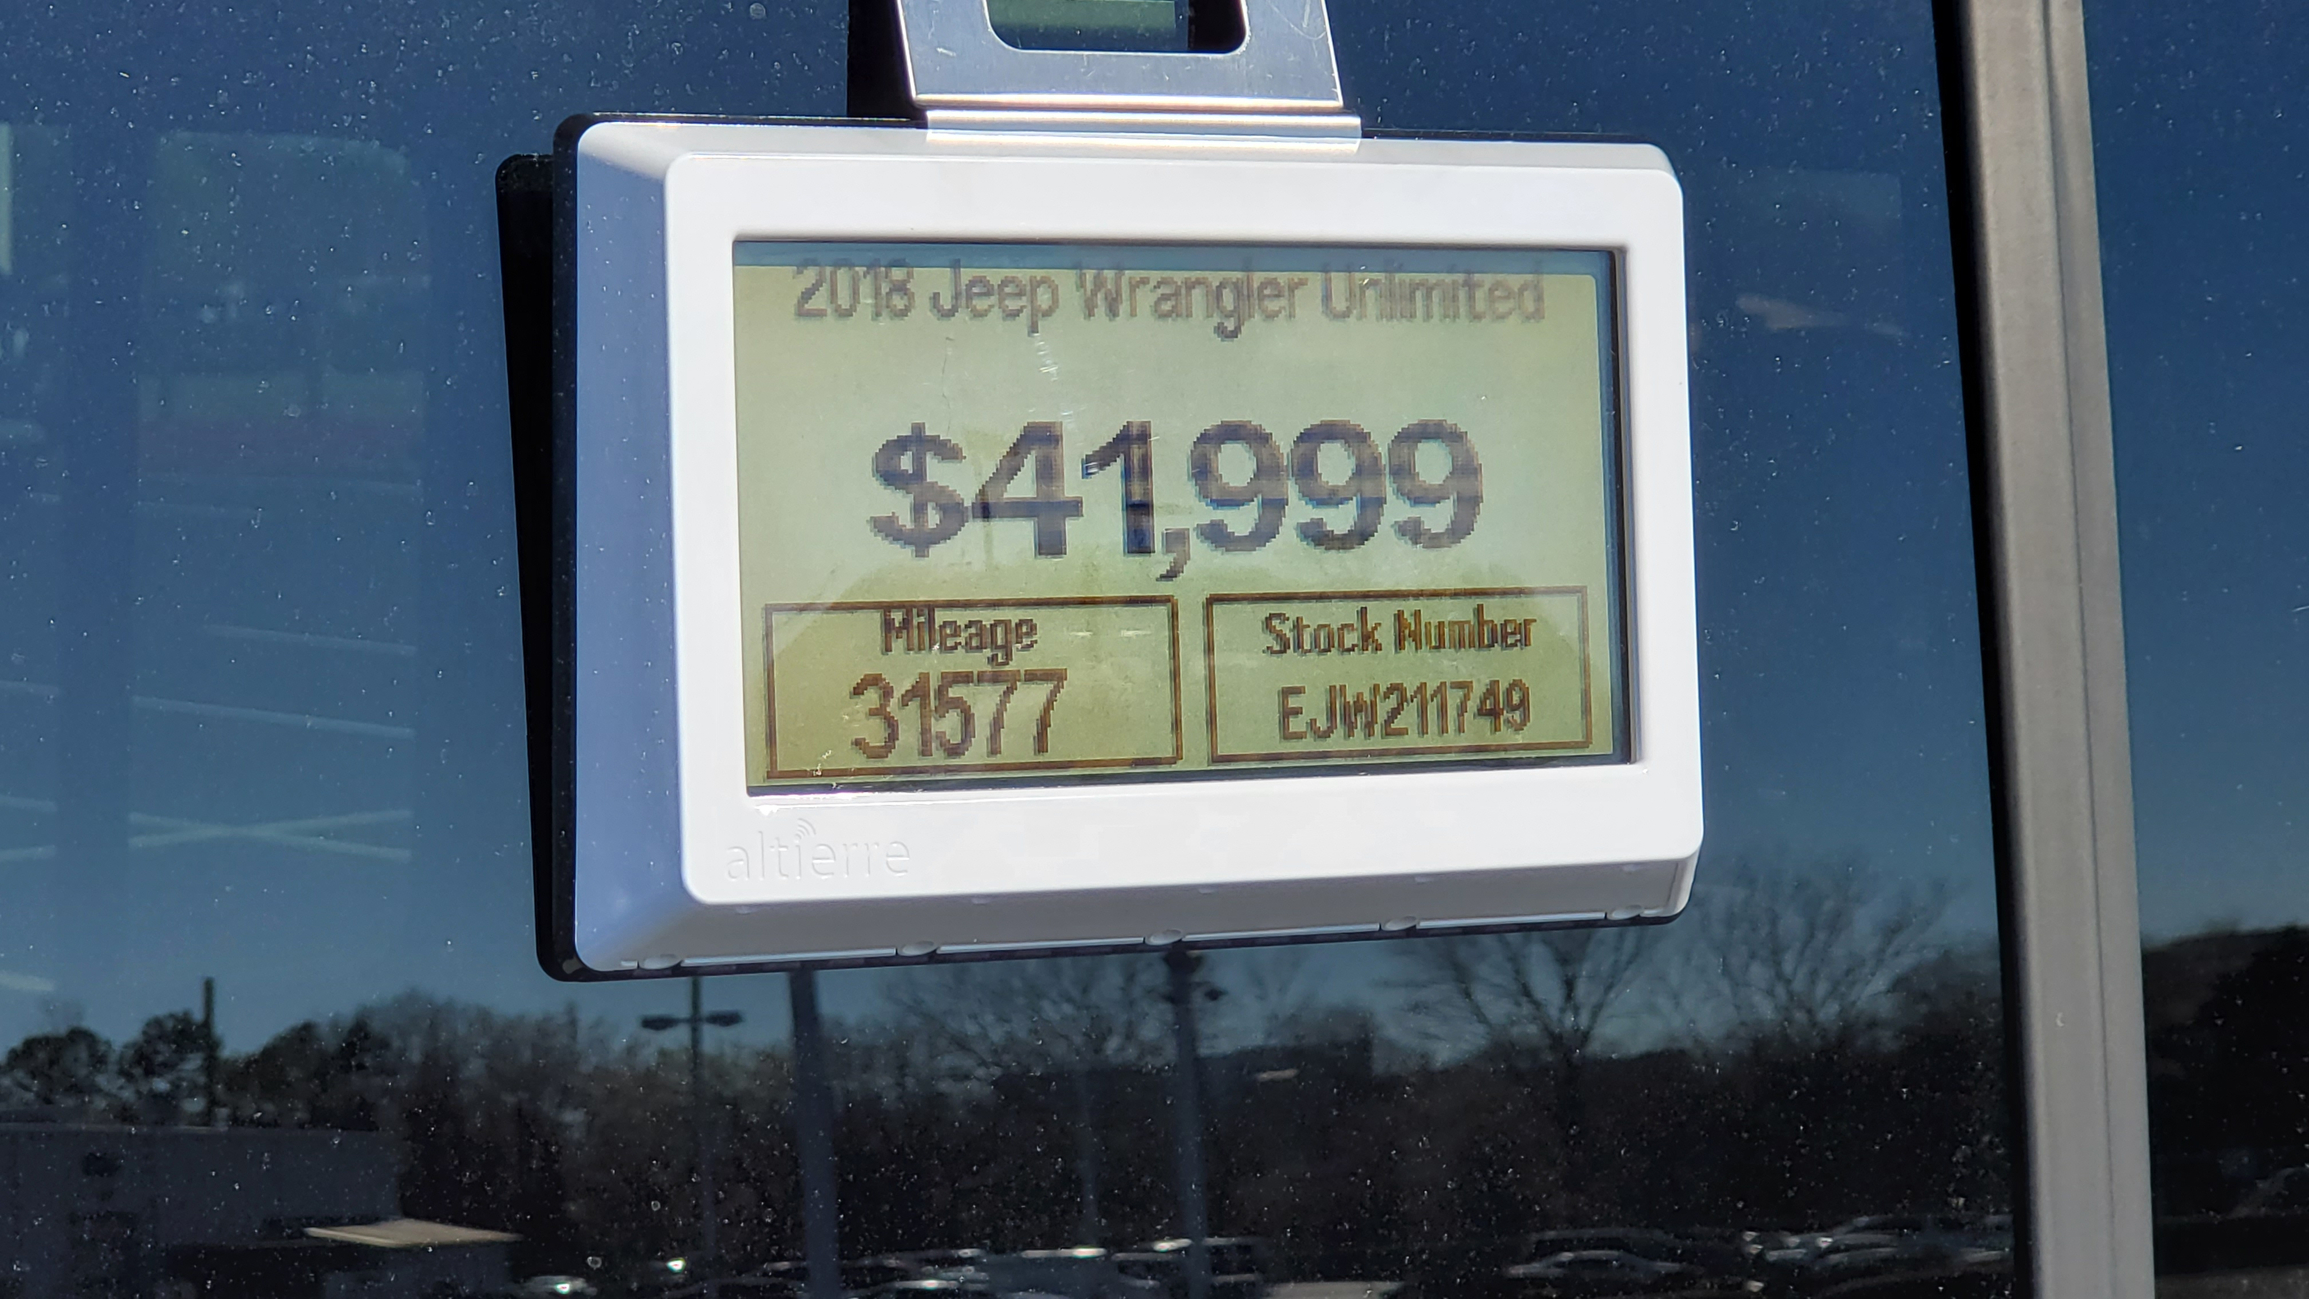 2018 Jeep Wrangler Unlimited
$41,999
Mileage
31577
Stock Number
EJW211749
altierre